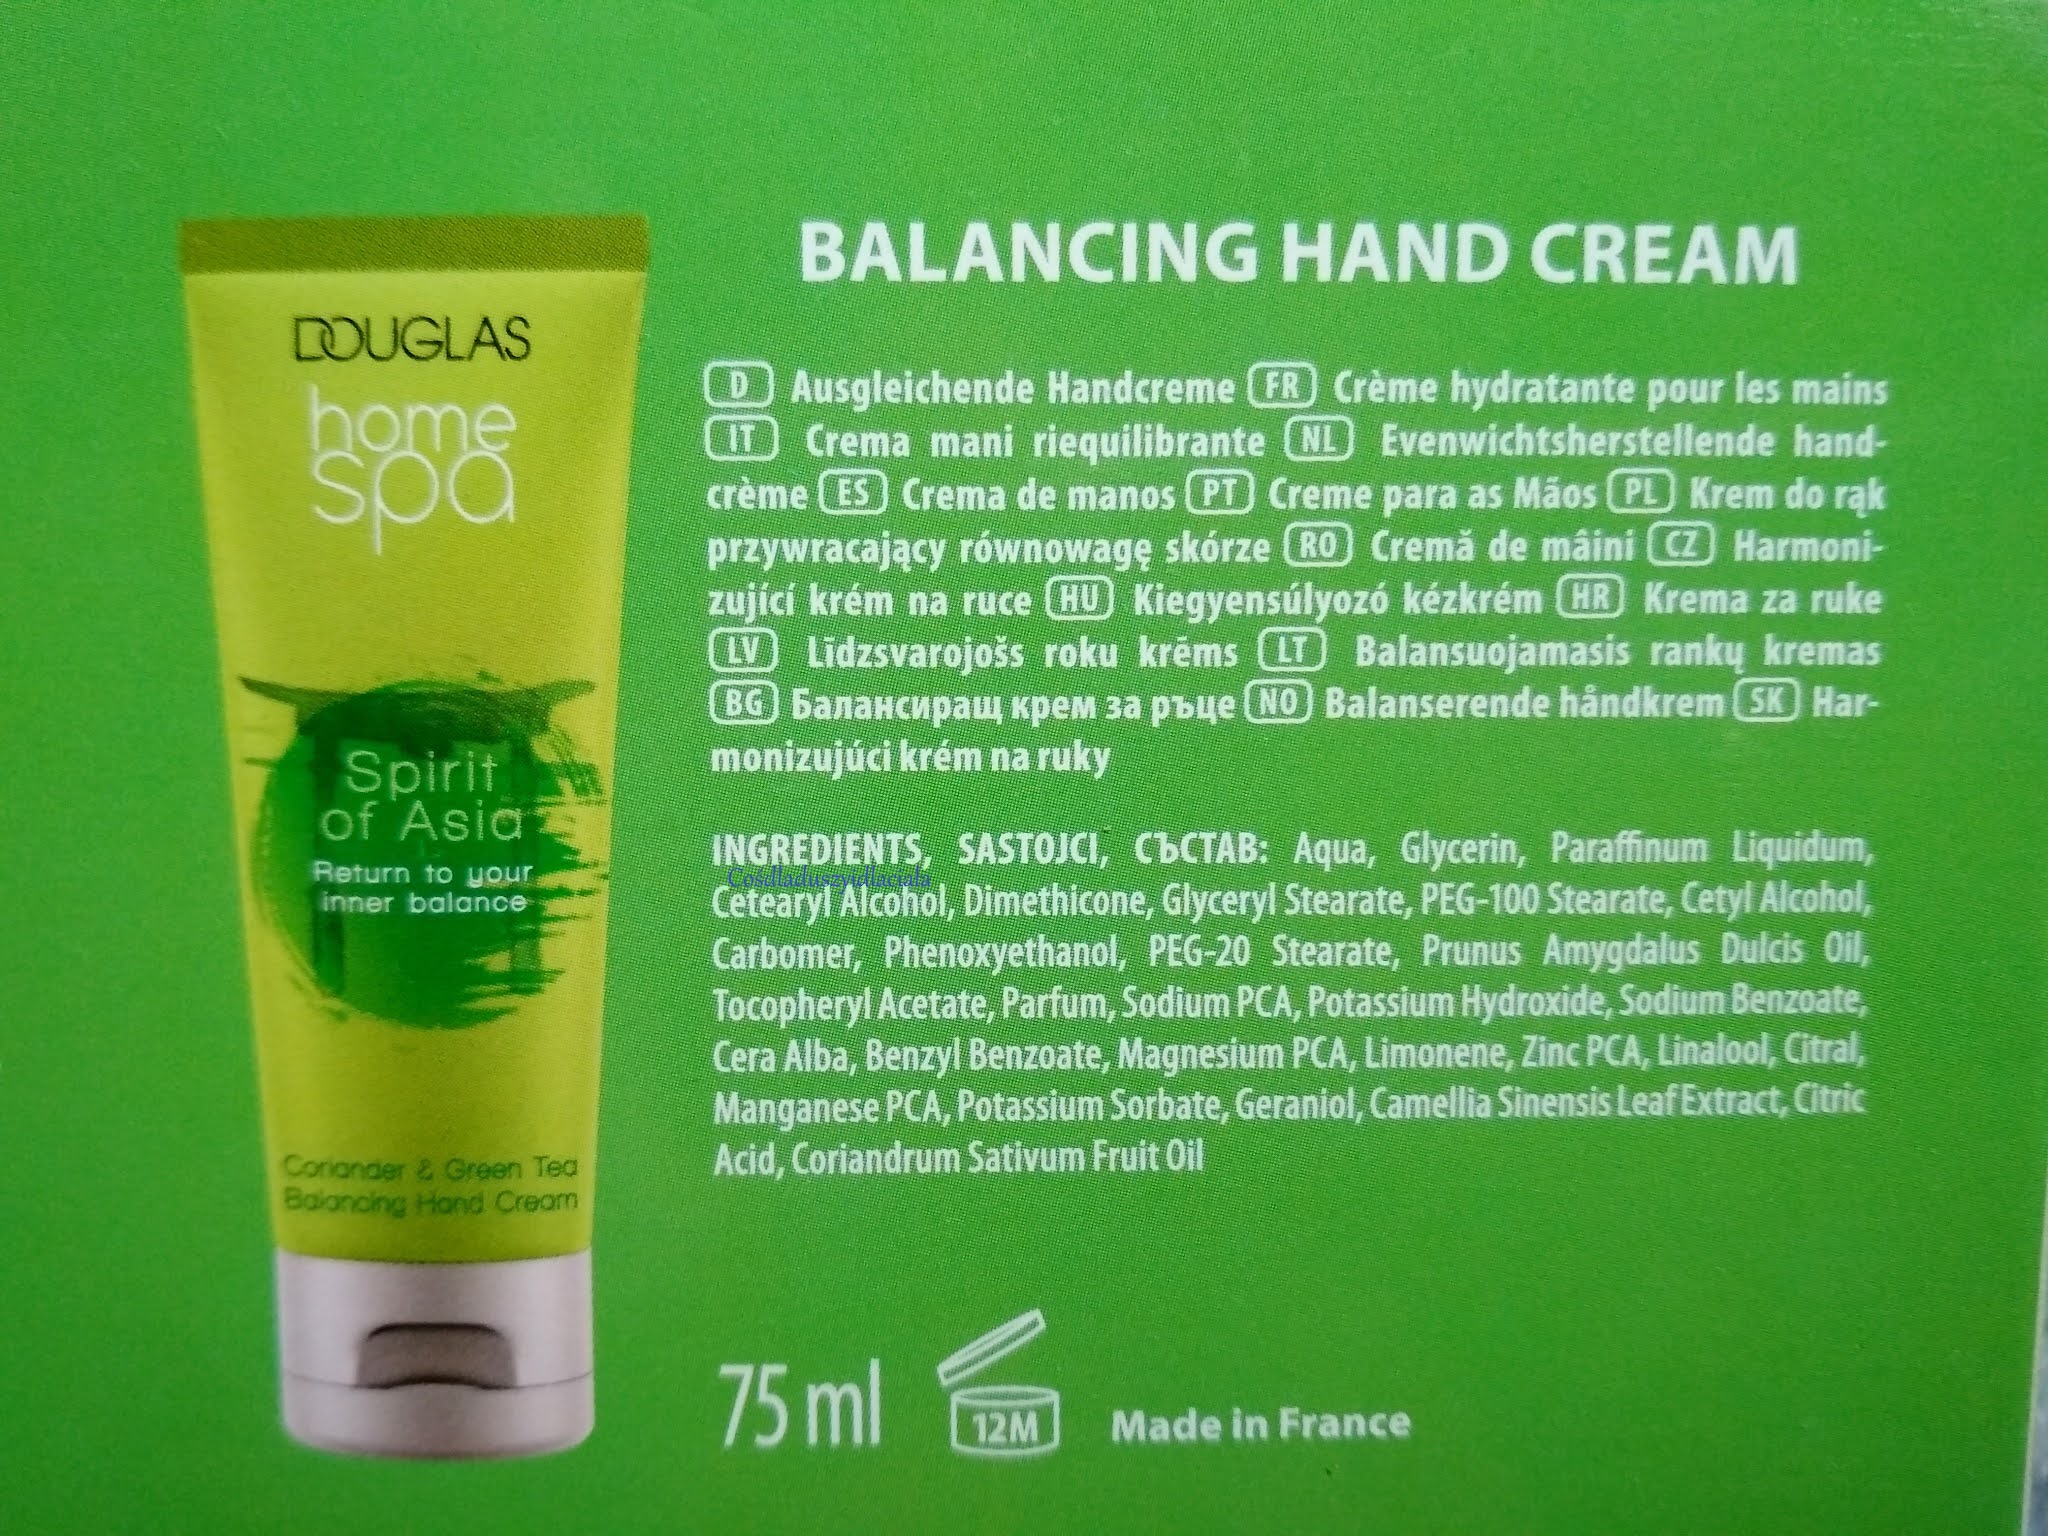 DOUGLAS
home
spa
Spirit
of Asia
Return to your
inner balance
Coriander & Green Tea
Balancing Hand Cream
BALANCING HAND CREAM
D Ausgleichende Handcreme FR Crème hydratante pour les mains
IT Crema mani riequilibrante NL Evenwichtsherstellende hand-
crème ES Crema de manos PT Creme para as Mãos PL Krem do rąk
przywracający równowagę skórze RO Cremă de mâini CZ Harmoni-
zující krém na ruce HU Kiegyensúlyozó kézkrém HR Krema za ruke
LV Līdzsvarojošs roku krēms LT Balansuojamasis rankų kremas
BG Балансиращ крем за ръце NO Balanserende håndkrem SK Har-
monizujúci krém na ruky
INGREDIENTS, SASTOJCI, СЪСТАВ: Aqua, Glycerin, Paraffinum Liquidum,
Cośdladuszyidlaciala
Cetearyl Alcohol, Dimethicone, Glyceryl Stearate, PEG-100 Stearate, Cetyl Alcohol,
Carbomer, Phenoxyethanol, PEG-20 Stearate, Prunus Amygdalus Dulcis Oil,
Tocopheryl Acetate, Parfum, Sodium PCA, Potassium Hydroxide, Sodium Benzoate,
Cera Alba, Benzyl Benzoate, Magnesium PCA, Limonene, Zinc PCA, Linalool, Citral,
Manganese PCA, Potassium Sorbate, Geraniol, Camellia Sinensis Leaf Extract, Citric
Acid, Coriandrum Sativum Fruit Oil
75 ml
12M
Made in France